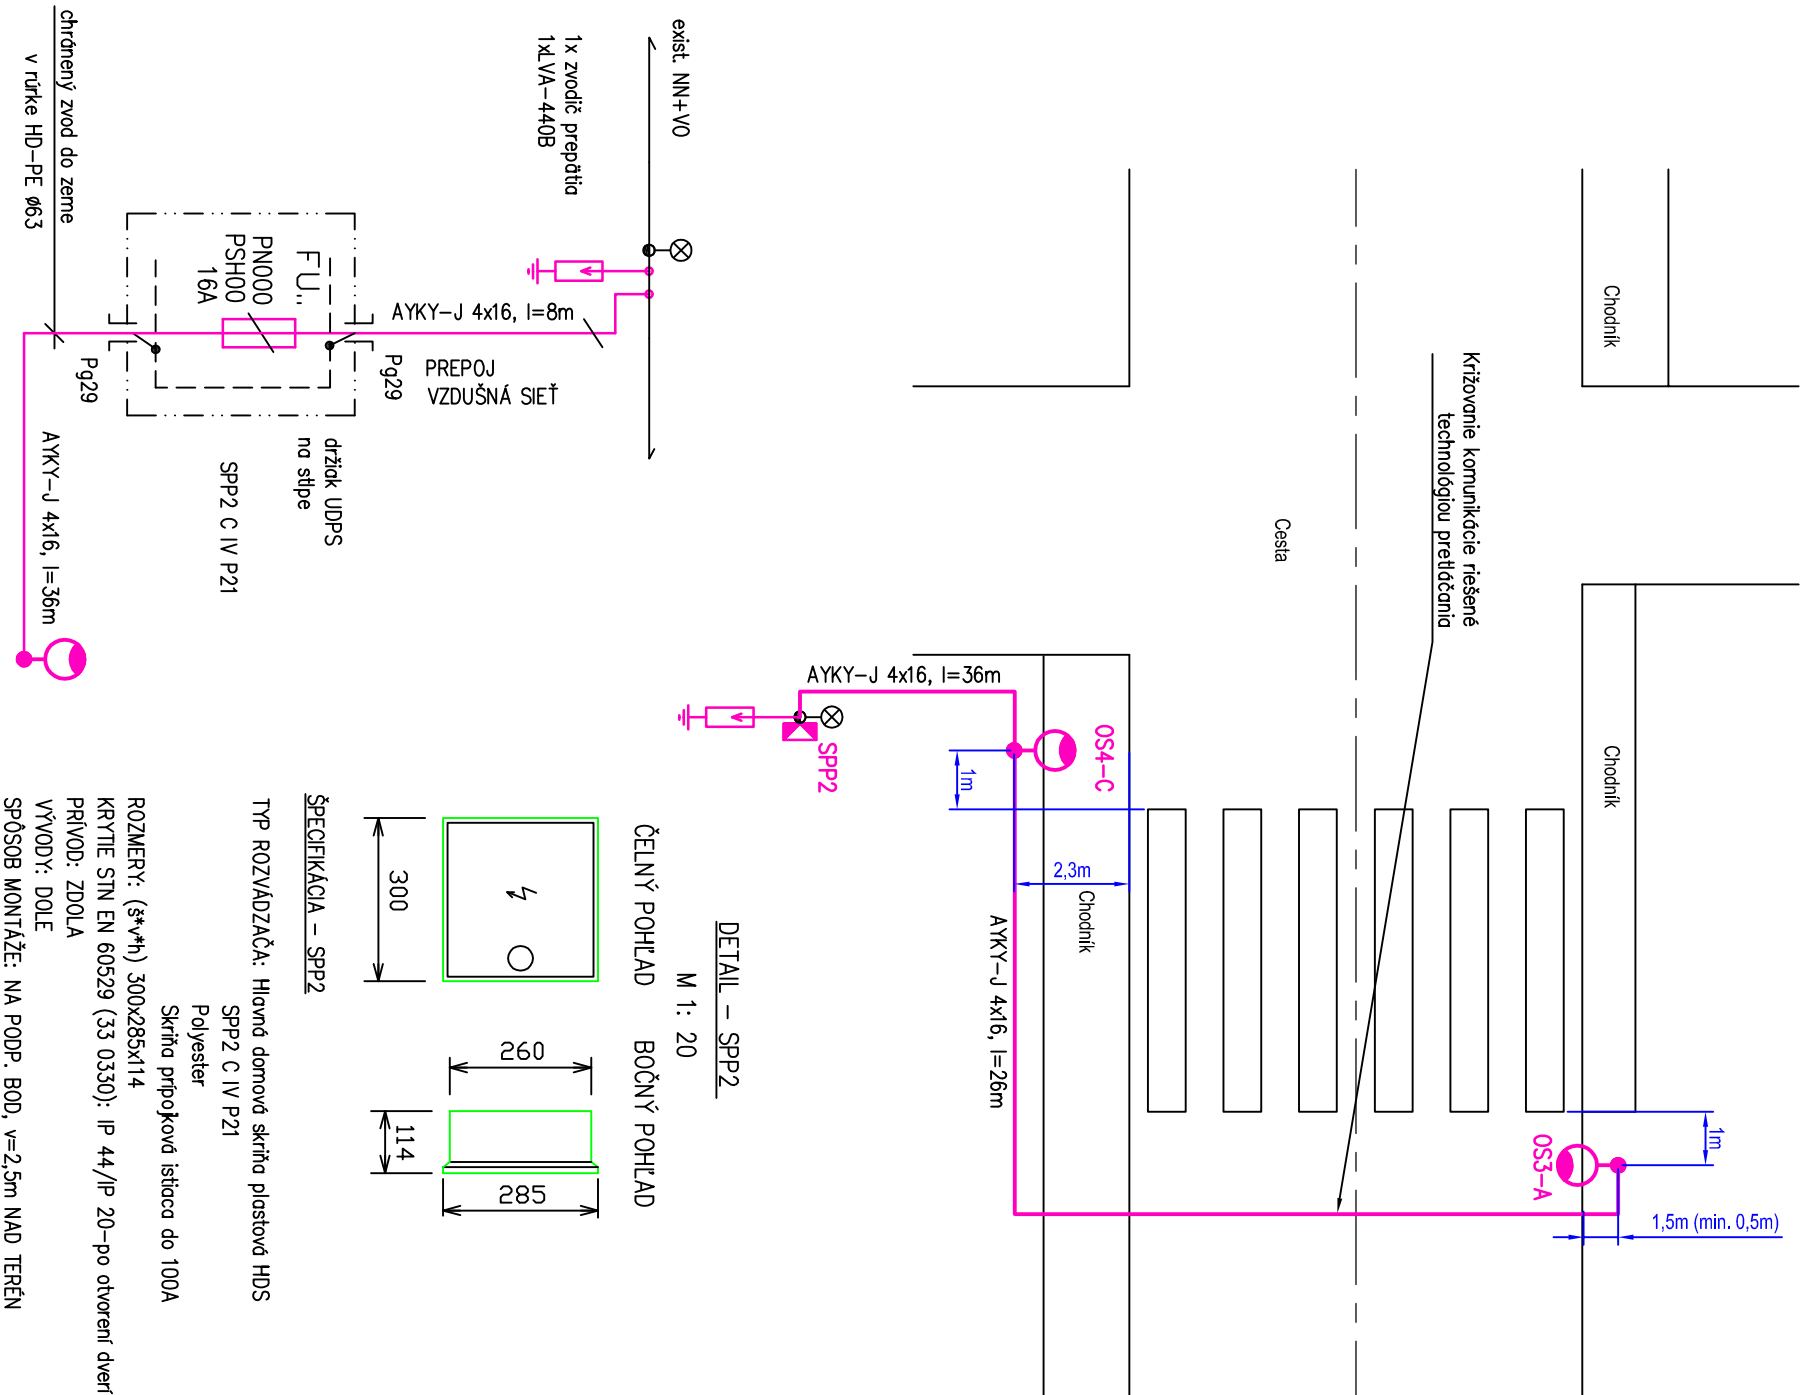 exist. NN+VO
1x zvodič prepätia
1xLVA-440B
chránený zvod do zeme
v rúrke HD-PE ø63
FU..
PN000
PSH00
16A
AYKY-J 4x16, l=8m
PREPOJ
VZDUŠNÁ SIEŤ
Pg29
Pg29
držiak UDPS
na stĺpe
SPP2 C IV P21
AYKY-J 4x16, l=36m
Chodník
Križovanie komunikácie riešené
technológiou pretláčania
Cesta
Chodník
AYKY-J 4x16, l=36m
OS4-C
SPP2
1m
2,3m
Chodník
AYKY-J 4x16, l=26m
1m
OS3-A
1,5m (min. 0,5m)
DETAIL - SPP2
M 1: 20
ČELNÝ POHĽAD
BOČNÝ POHĽAD
300
260
114
285
ŠPECIFIKÁCIA - SPP2
TYP ROZVÁDZAČA: Hlavná domová skriňa plastová HDS
SPP2 C IV P21
Polyester
Skriňa prípojková istiaca do 100A
ROZMERY: (š*v*h) 300x285x114
KRYTIE STN EN 60529 (33 0330): IP 44/IP 20-po otvorení dverí
PRÍVOD: ZDOLA
VÝVODY: DOLE
SPÔSOB MONTÁŽE: NA PODP. BOD, v=2,5m NAD TERÉN